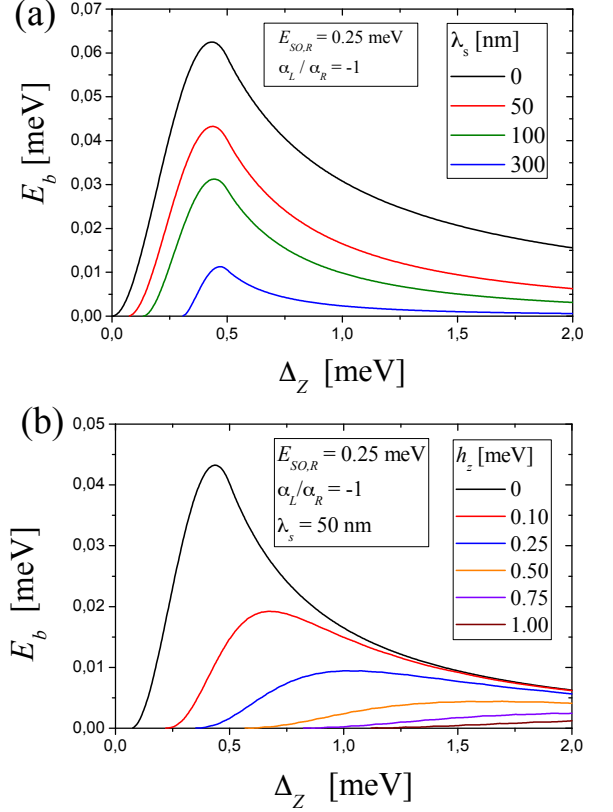 (a)
0,07
0,06
0,05
0,04
0,03
0,02
0,01
0,00
E_b [meV]
E_{SO,R} = 0.25 meV
α_L / α_R = -1
λ_s [nm]
0
50
100
300
0,0 0,5 1,0 1,5 2,0
Δ_Z [meV]
(b)
0,05
0,04
0,03
0,02
0,01
0,00
E_b [meV]
E_{SO,R} = 0.25 meV
α_L/α_R = -1
λ_s = 50 nm
h_z [meV]
0
0.10
0.25
0.50
0.75
1.00
0,0 0,5 1,0 1,5 2,0
Δ_Z [meV]